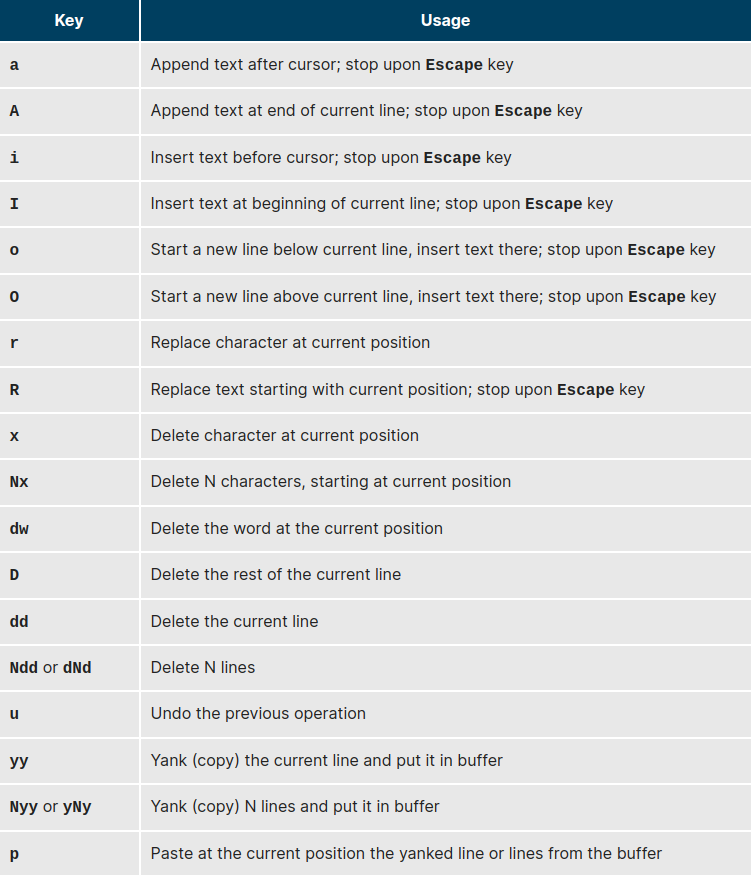 Key Usage
a Append text after cursor; stop upon Escape key
A Append text at end of current line; stop upon Escape key
i Insert text before cursor; stop upon Escape key
I Insert text at beginning of current line; stop upon Escape key
o Start a new line below current line, insert text there; stop upon Escape key
O Start a new line above current line, insert text there; stop upon Escape key
r Replace character at current position
R Replace text starting with current position; stop upon Escape key
x Delete character at current position
Nx Delete N characters, starting at current position
dw Delete the word at the current position
D Delete the rest of the current line
dd Delete the current line
Ndd or dNd Delete N lines
u Undo the previous operation
yy Yank (copy) the current line and put it in buffer
Nyy or yNy Yank (copy) N lines and put it in buffer
p Paste at the current position the yanked line or lines from the buffer